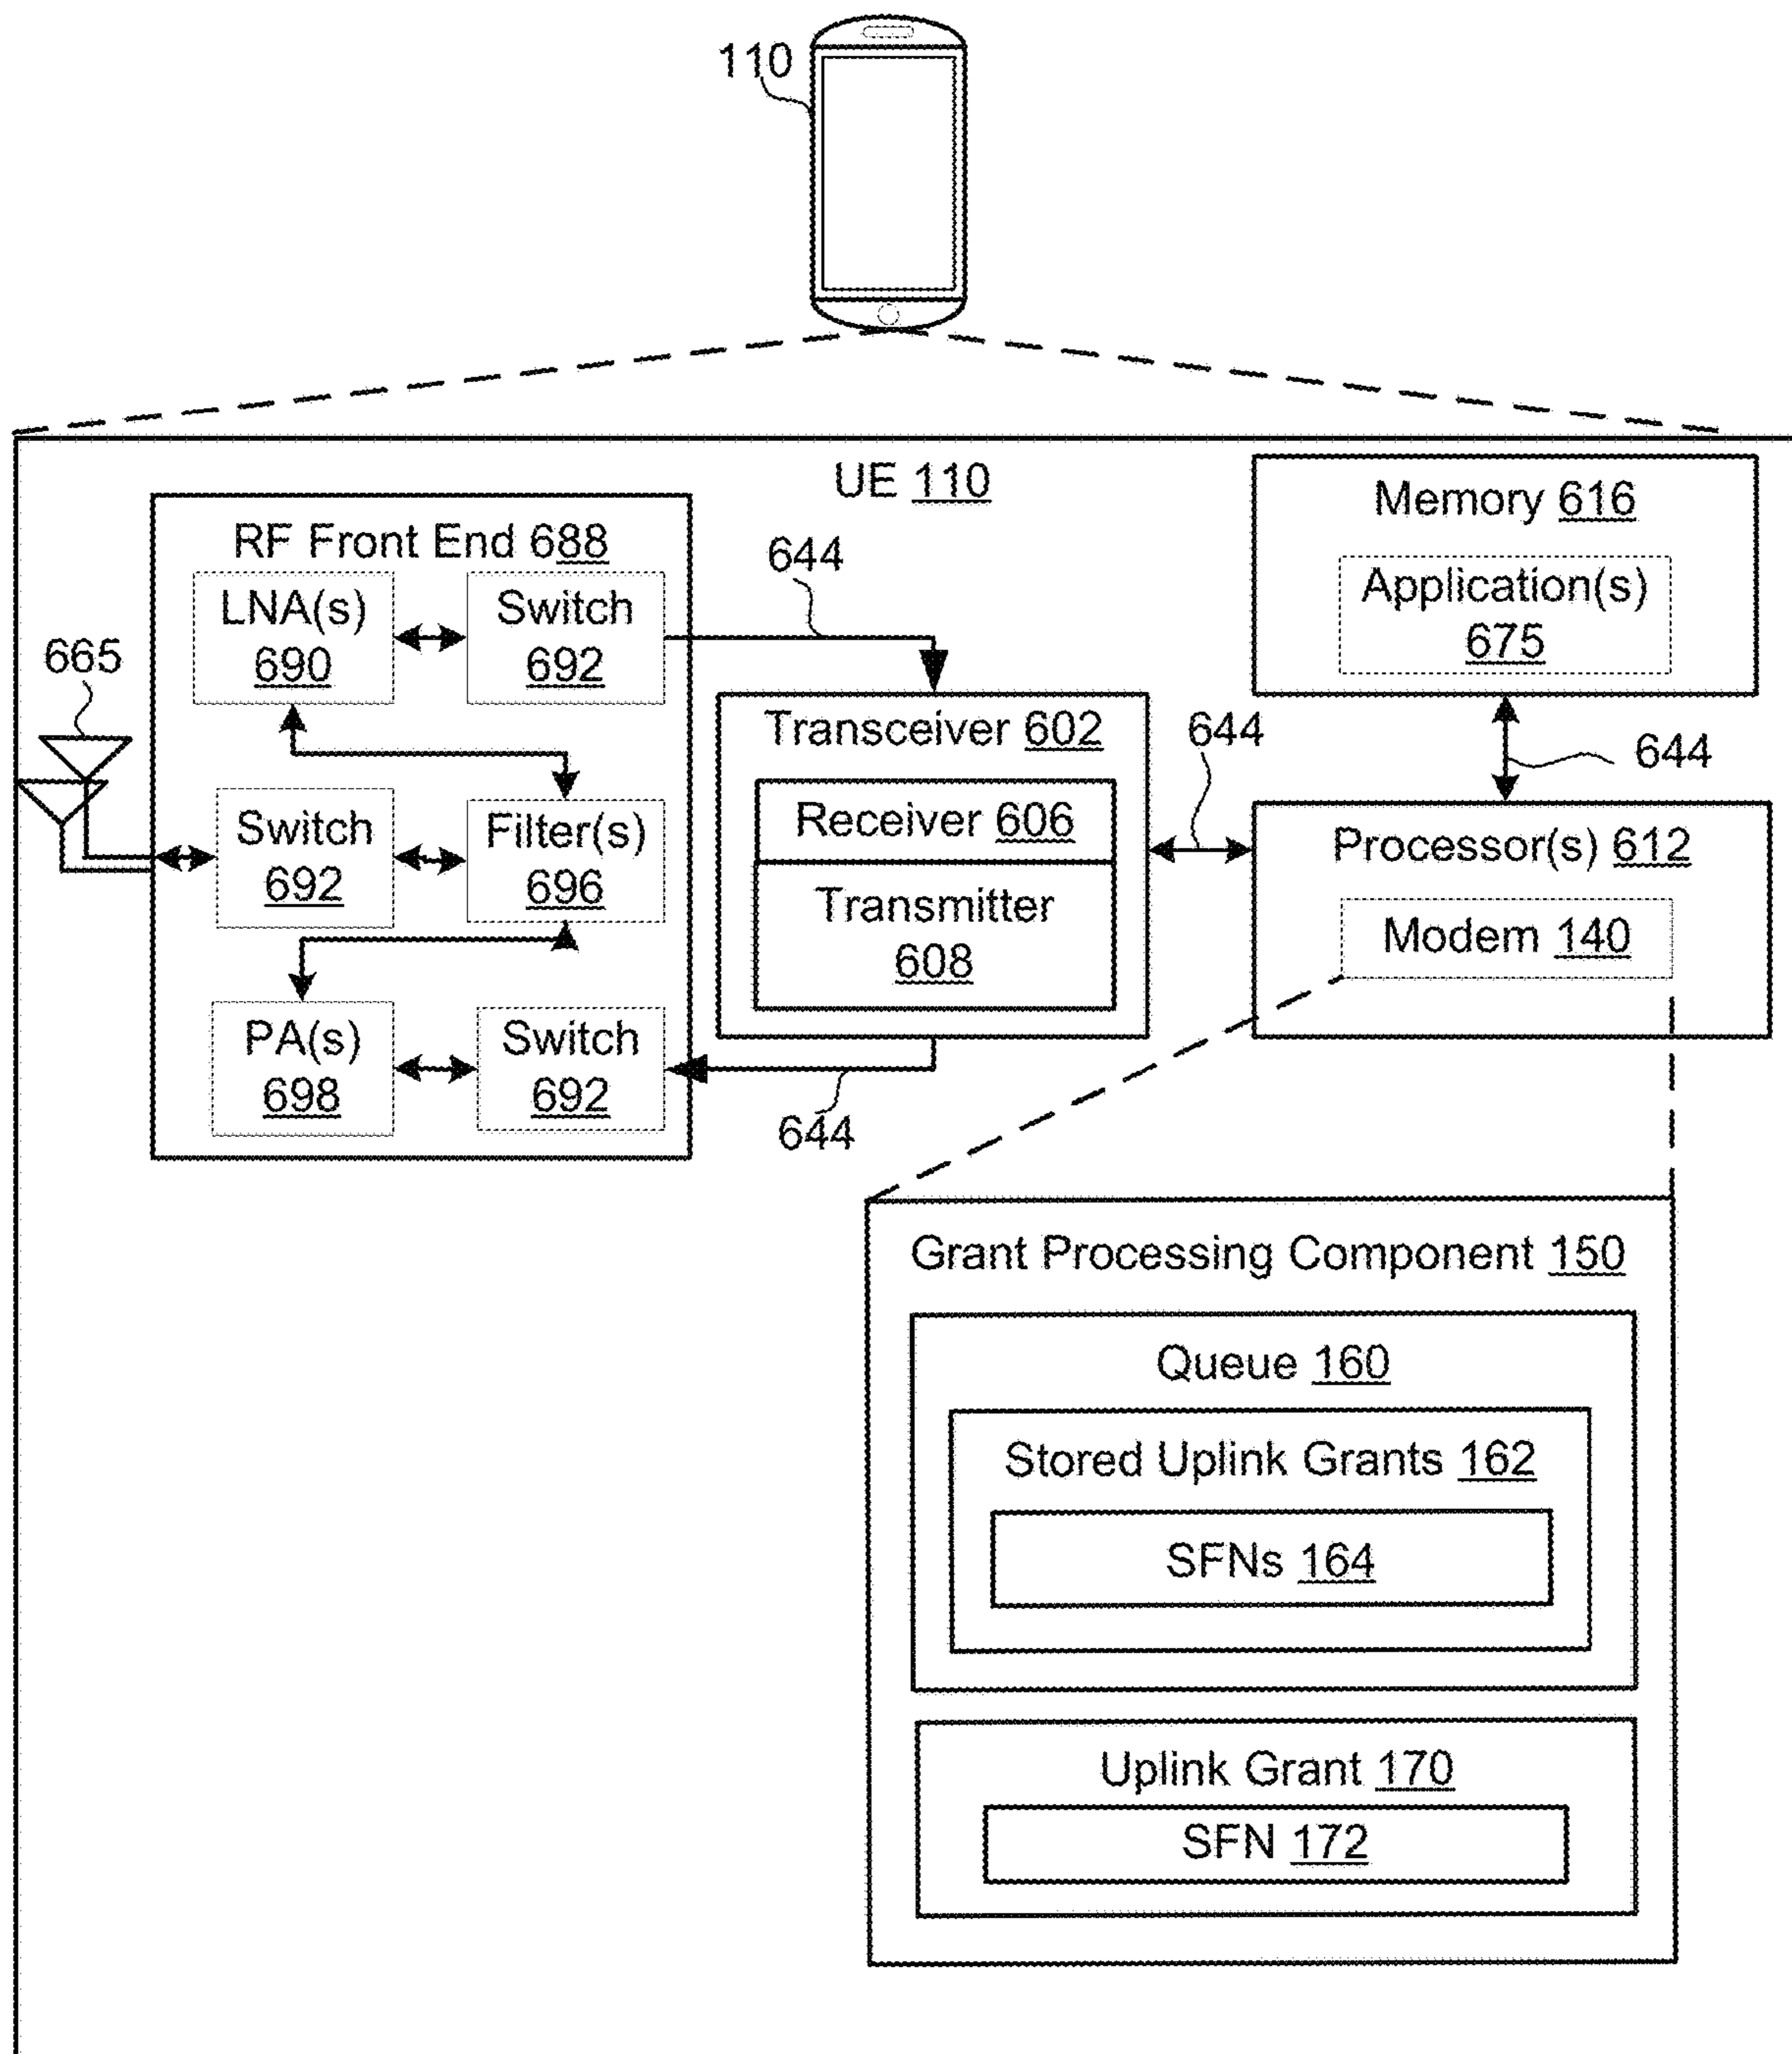 110
UE 110
RF Front End 688
LNA(s)
690
Switch
692
644
665
Switch
692
Filter(s)
696
PA(s)
698
Switch
692
644
Transceiver 602
Receiver 606
Transmitter
608
644
Memory 616
Application(s)
675
644
Processor(s) 612
Modem 140
Grant Processing Component 150
Queue 160
Stored Uplink Grants 162
SFNs 164
Uplink Grant 170
SFN 172